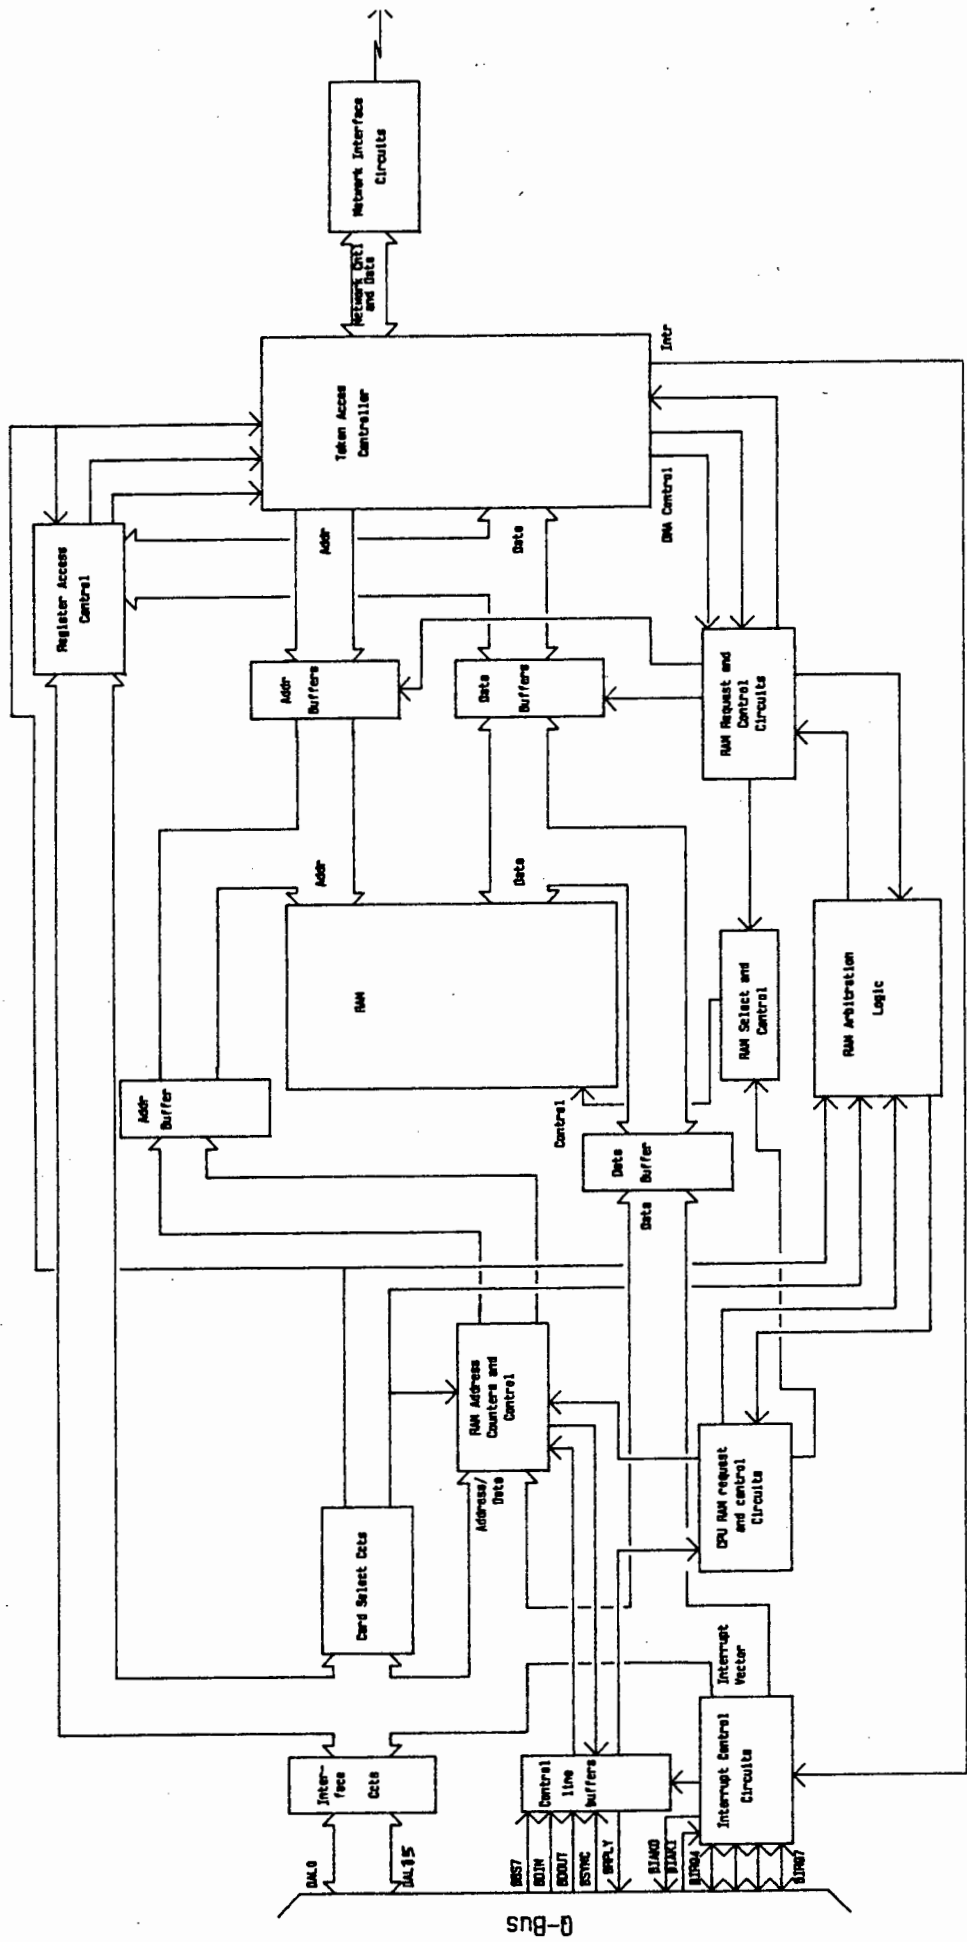 Q-Bus
DAL0
DAL15
BBS7
BDIN
BDOUT
BSYNC
BRPLY
BIAKO
BIAKI
BIRQ4
BIRQ7
Inter-
face
Ccts
Control
line
buffers
Interrupt Control
Circuits
Interrupt
Vector
Card Select Ccts
Address/
Data
RAM Address
Counters and
Control
CPU RAM request
and control
Circuits
Addr
Buffer
Data
Buffer
Data
Control
RAM
Addr
Data
RAM Select and
Control
RAM Arbitration
Logic
Register Access
Control
Addr
Buffers
Data
Buffers
RAM Request and
Control
Circuits
Addr
Data
DMA Control
Token Acces
Controller
Intr
Network Cntl
and Data
Network Interface
Circuits